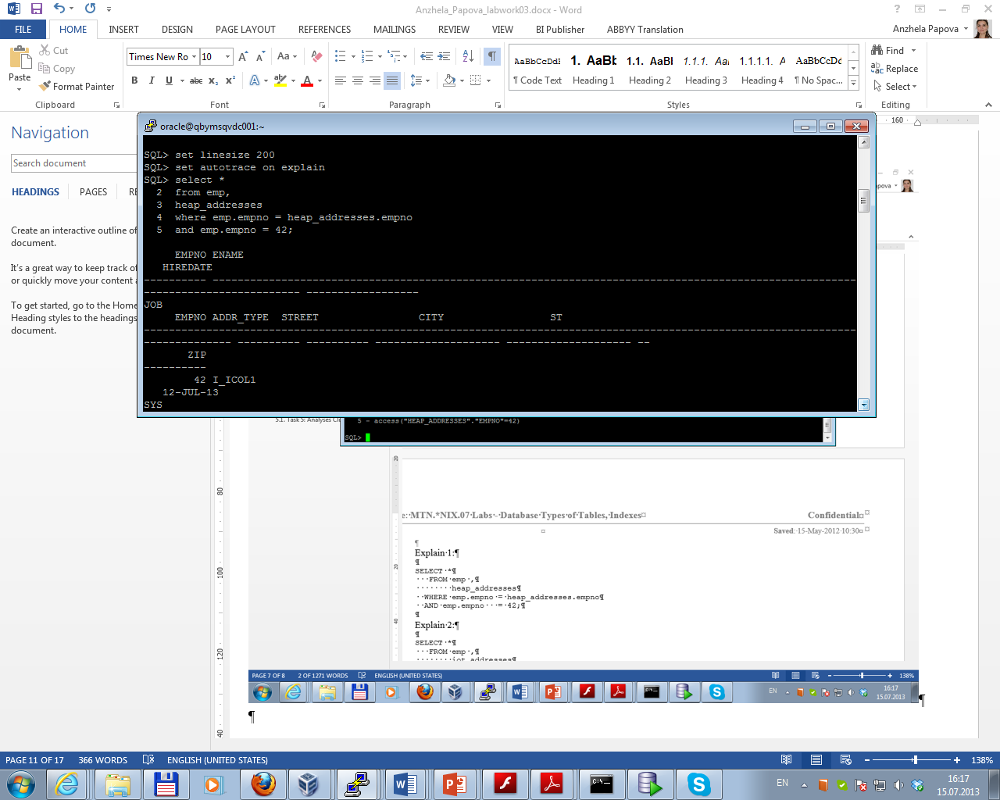 Anzhela_Papova_labwork03.docx - Word
FILE HOME INSERT DESIGN PAGE LAYOUT REFERENCES MAILINGS REVIEW VIEW BI Publisher ABBYY Translation Anzhela Papova
Paste
Cut
Copy
Format Painter
Clipboard
Times New Ro 10
Aa
B I U abc x₂ x²
Font
Paragraph
AaBbCcDdI 1. AaBb 1.1. AaBl 1.1.1. Aa 1.1.1.1. A AaBbCcDd
¶ Code Text Heading 1 Heading 2 Heading 3 Heading 4 ¶ No Spac...
Styles
Find
Replace
Select
Editing
Navigation
Search document
HEADINGS PAGES RE
Create an interactive outline of
document.
It's a great way to keep track of
or quickly move your content a
To get started, go to the Home
Heading styles to the headings
document.
160
pova
oracle@qbymsqvdc001:~
SQL> set linesize 200
SQL> set autotrace on explain
SQL> select *
2 from emp,
3 heap_addresses
4 where emp.empno = heap_addresses.empno
5 and emp.empno = 42;
EMPNO ENAME
HIREDATE
---------- -------------------------------------------------------------------------------------------------------
------------------------- ------------------
JOB
EMPNO ADDR_TYPE STREET CITY ST
------------------------------------------------------------------------------------------------------------------
-------------- ---------- ---------- -------------------- -------------------- --
ZIP
----------
42 I_ICOL1
12-JUL-13
SYS
5.1. Task 5: Analyses Cl
5 - access("HEAP_ADDRESSES"."EMPNO"=42)
SQL>
e: MTN.*NIX.07 Labs - Database Types of Tables, Indexes¤ Confidential¤
¤ Saved: 15-May-2012 10:30¤
¶
Explain·1:¶
¶
SELECT·*¶
···FROM·emp·,¶
········heap_addresses¶
··WHERE·emp.empno·=·heap_addresses.empno¶
··AND·emp.empno···=·42;¶
¶
Explain·2:¶
¶
SELECT·*¶
···FROM·emp·,¶
········iot_addresses¶
PAGE 7 OF 8 2 OF 1271 WORDS ENGLISH (UNITED STATES) 138%
EN 16:17
15.07.2013
¶
¶
20
20
40
80
100
120
40
PAGE 11 OF 17 366 WORDS ENGLISH (UNITED STATES) 138%
EN 16:17
15.07.2013